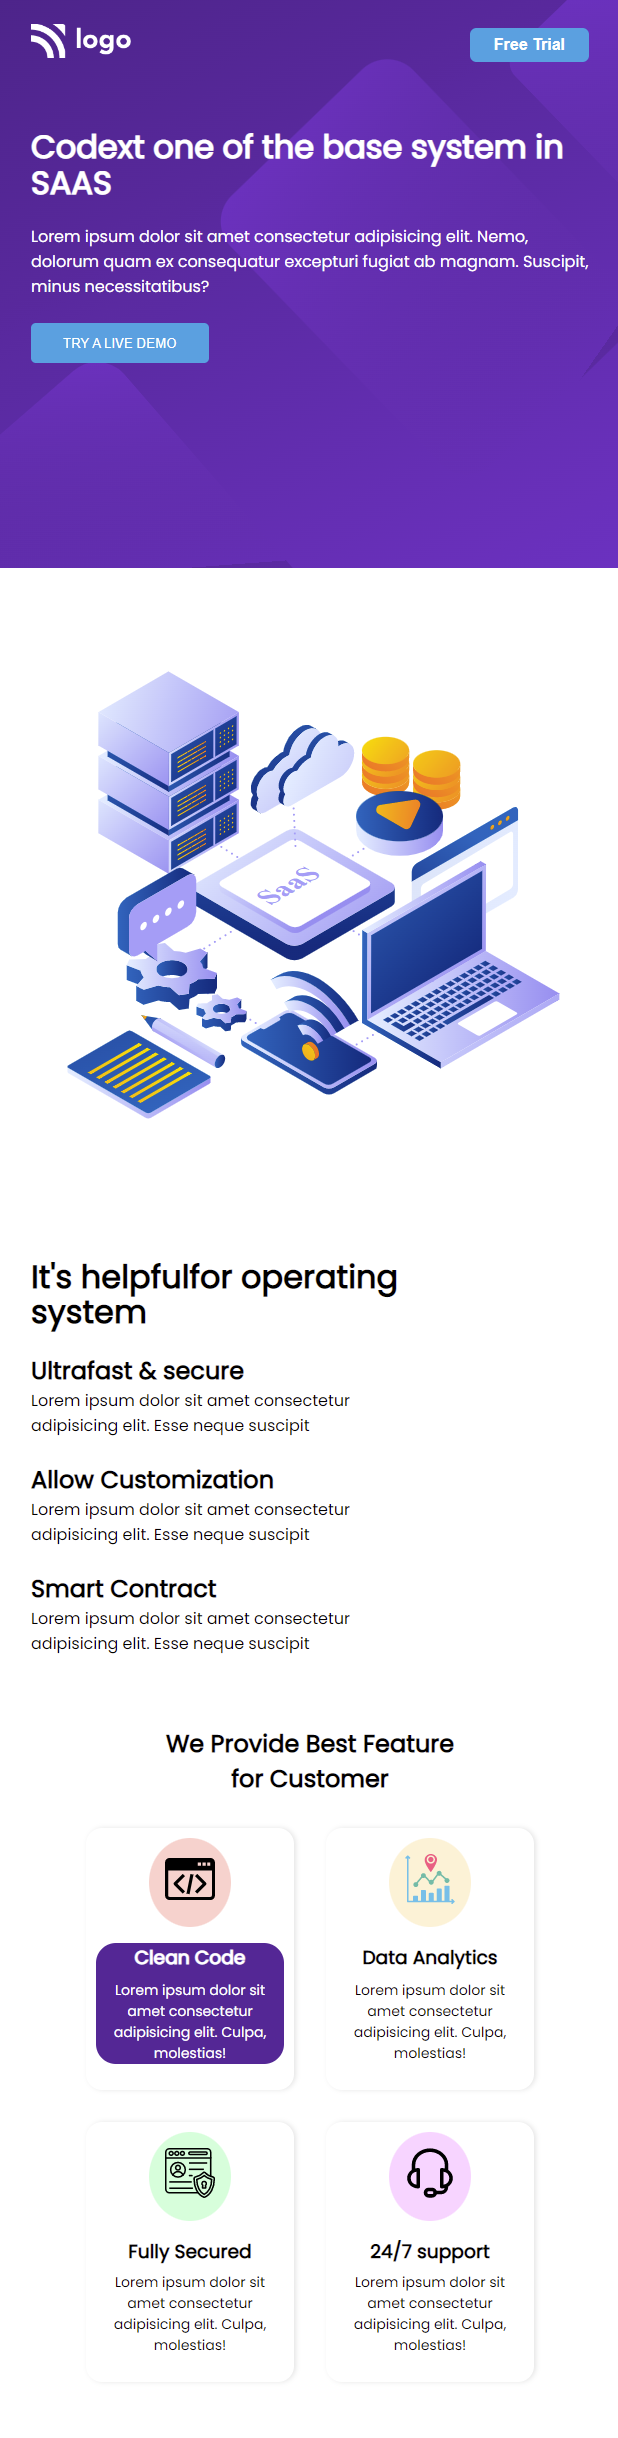 logo
Free Trial
Codext one of the base system in
SAAS
Lorem ipsum dolor sit amet consectetur adipisicing elit. Nemo,
dolorum quam ex consequatur excepturi fugiat ab magnam. Suscipit,
minus necessitatibus?
TRY A LIVE DEMO
SaaS
It's helpfulfor operating
system
Ultrafast & secure
Lorem ipsum dolor sit amet consectetur
adipisicing elit. Esse neque suscipit
Allow Customization
Lorem ipsum dolor sit amet consectetur
adipisicing elit. Esse neque suscipit
Smart Contract
Lorem ipsum dolor sit amet consectetur
adipisicing elit. Esse neque suscipit
We Provide Best Feature
for Customer
Clean Code
Lorem ipsum dolor sit
amet consectetur
adipisicing elit. Culpa,
molestias!
Data Analytics
Lorem ipsum dolor sit
amet consectetur
adipisicing elit. Culpa,
molestias!
Fully Secured
Lorem ipsum dolor sit
amet consectetur
adipisicing elit. Culpa,
molestias!
24/7 support
Lorem ipsum dolor sit
amet consectetur
adipisicing elit. Culpa,
molestias!